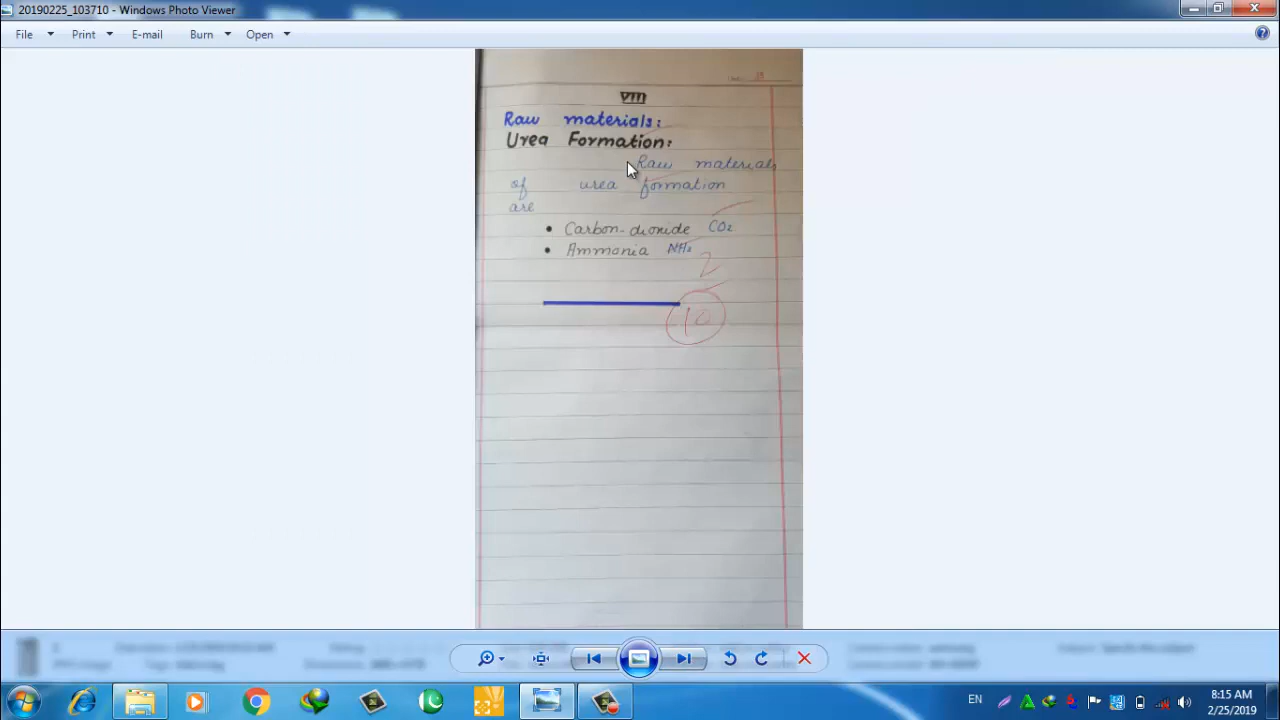 20190225_103710 - Windows Photo Viewer
File Print E-mail Burn Open
VIII
Raw materials:
Urea Formation:
Raw materials
of urea formation
are
• Carbon-dioxide CO2
• Ammonia NH3
2
10
EN
8:15 AM
2/25/2019